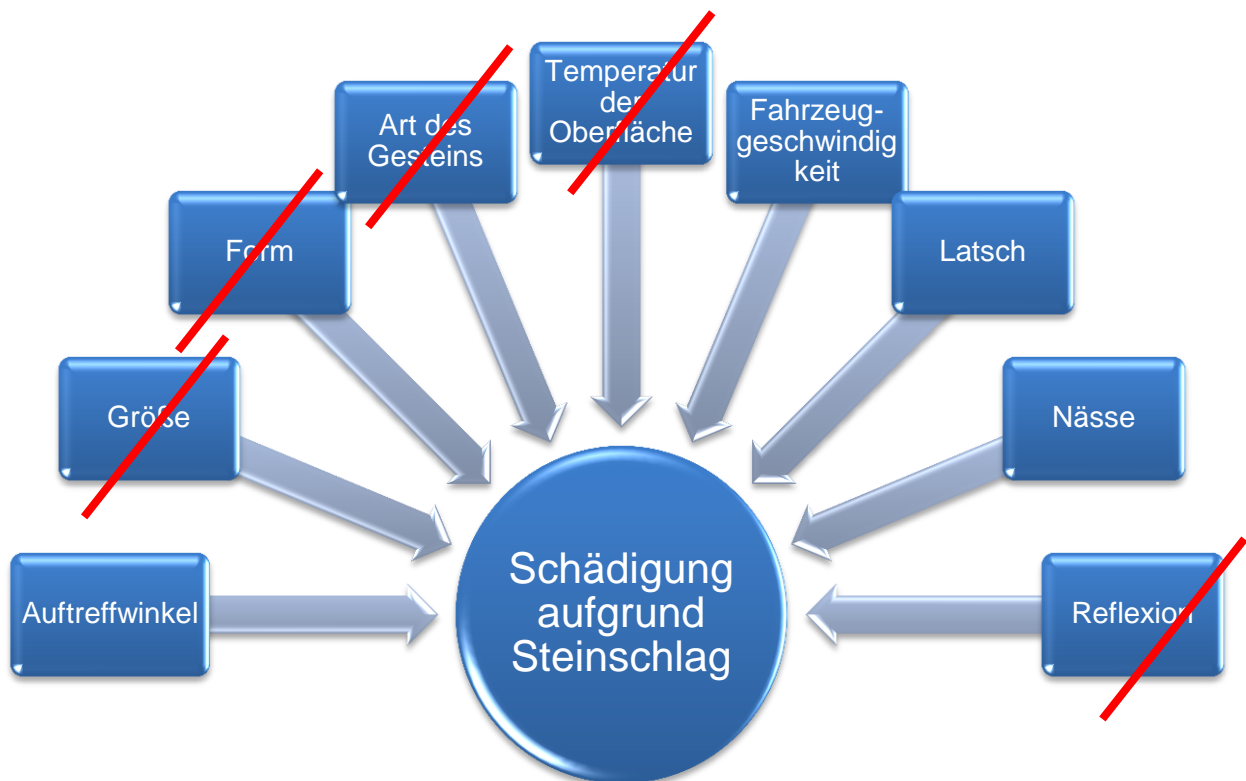 Temperatur
der
Oberfläche
Art des
Gesteins
Fahrzeug-
geschwindig
keit
Form
Latsch
Größe
Nässe
Auftreffwinkel
Reflexion
Schädigung
aufgrund
Steinschlag